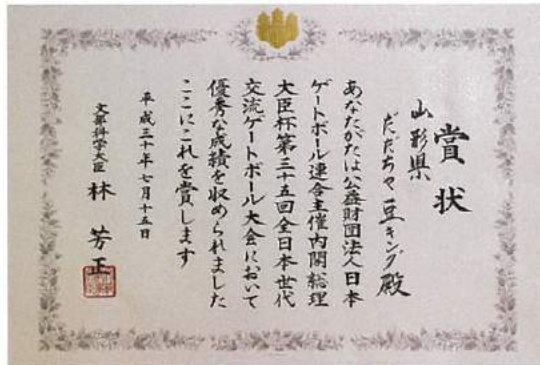 賞状
山形県
だだちゃ豆キング殿
あなたがたは公益財団法人日本
ゲートボール連合主催内閣総理
大臣杯第三十五回全日本世代
交流ゲートボール大会において
優秀な成績を収められました
ここにこれを賞します
平成三十年七月十五日
文部科学大臣 林 芳正